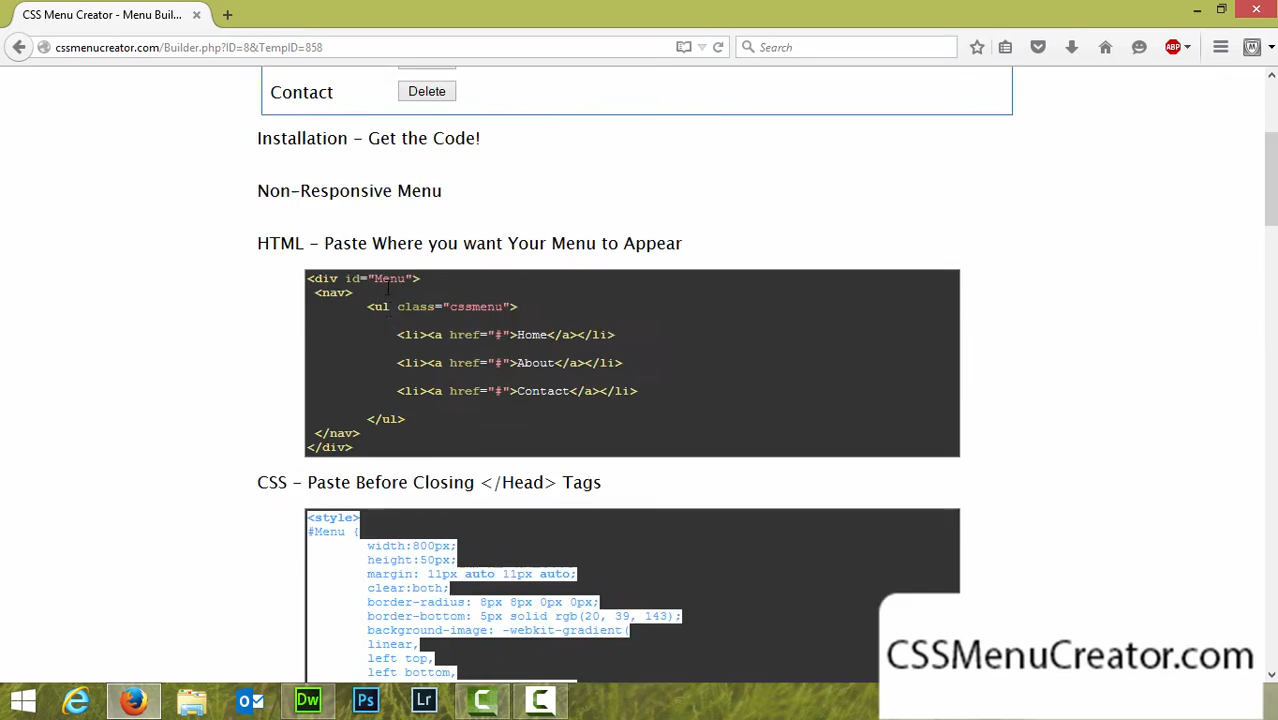 CSS Menu Creator - Menu Buil...
cssmenucreator.com/Builder.php?ID=8&TempID=858
Search
ABP
Contact
Delete
Installation - Get the Code!
Non-Responsive Menu
HTML - Paste Where you want Your Menu to Appear
<div id="Menu">
<nav>
<ul class="cssmenu">
<li><a href="#">Home</a></li>
<li><a href="#">About</a></li>
<li><a href="#">Contact</a></li>
</ul>
</nav>
</div>
CSS - Paste Before Closing </Head> Tags
<style>
#Menu {
width:800px;
height:50px;
margin: 11px auto 11px auto;
clear:both;
border-radius: 8px 8px 0px 0px;
border-bottom: 5px solid rgb(20, 39, 143);
background-image: -webkit-gradient(
linear,
left top,
left bottom,
CSSMenuCreator.com
Dw
Ps
Lr